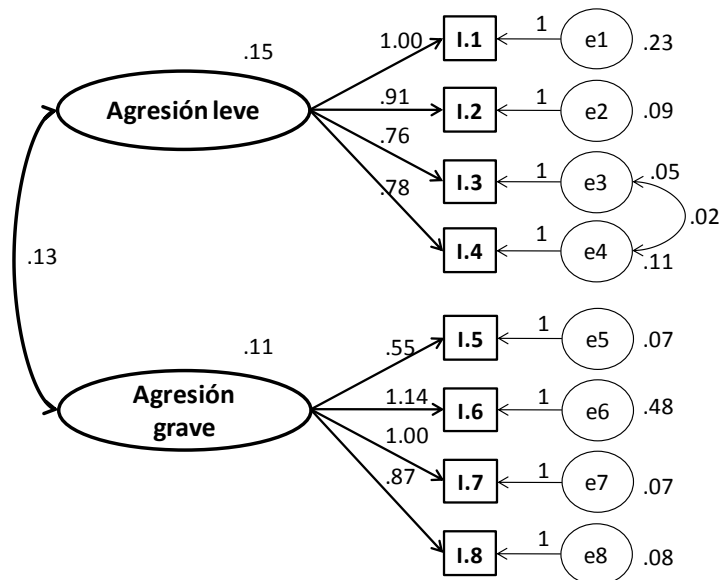 .15
1.00
I.1
1
e1
.23
Agresión leve
.91
I.2
1
e2
.09
.76
I.3
1
e3
.05
.02
.78
I.4
1
e4
.11
.13
.11
.55
I.5
1
e5
.07
Agresión
grave
1.14
I.6
1
e6
.48
1.00
I.7
1
e7
.07
.87
I.8
1
e8
.08